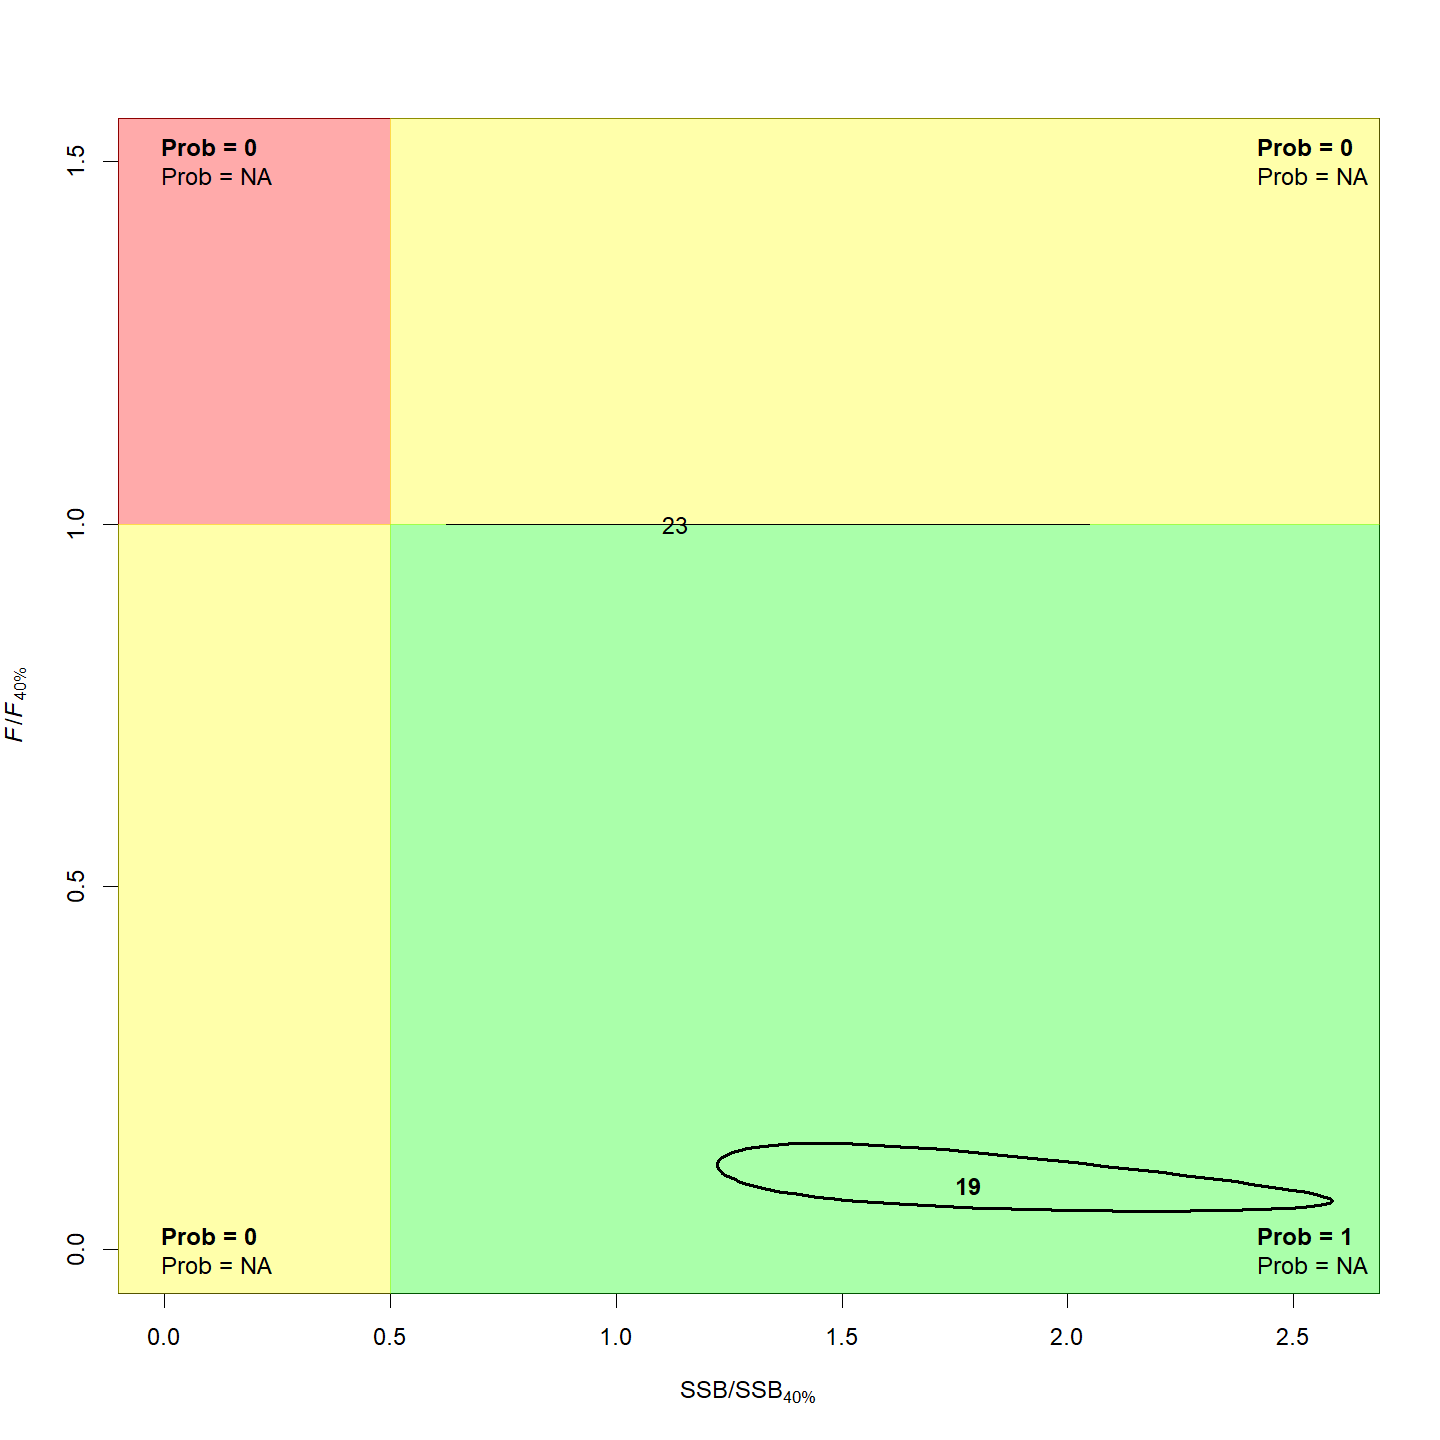 Prob = 0
Prob = NA
Prob = 0
Prob = NA
1.5
1.0
23
0.5
F/F40%
19
0.0
Prob = 0
Prob = NA
Prob = 1
Prob = NA
0.0 0.5 1.0 1.5 2.0 2.5
SSB/SSB40%